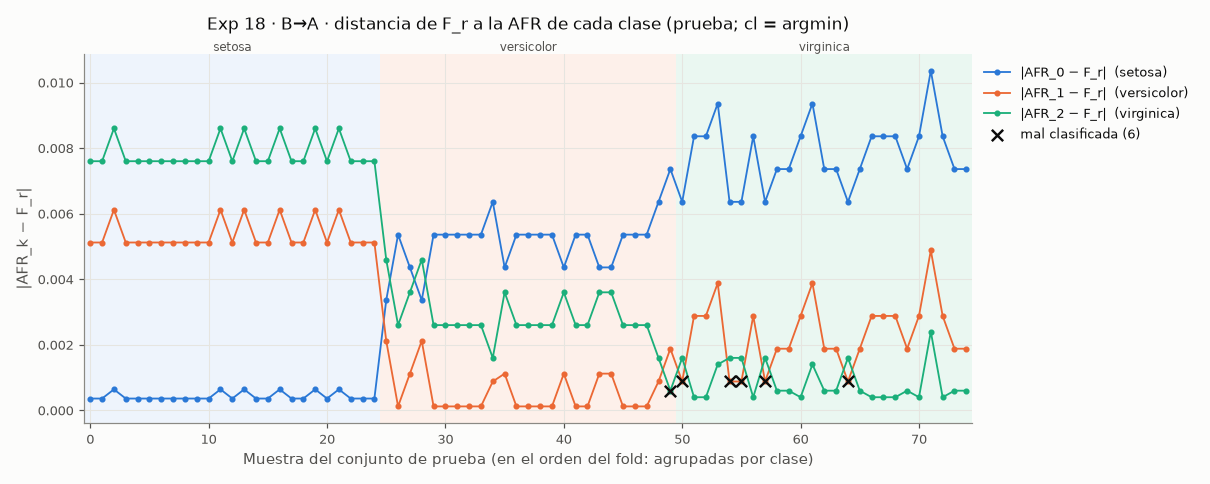 Exp 18 · B→A · distancia de F_r a la AFR de cada clase (prueba; cl = argmin)
setosa
versicolor
virginica
|AFR_0 − F_r| (setosa)
|AFR_1 − F_r| (versicolor)
|AFR_2 − F_r| (virginica)
mal clasificada (6)
|AFR_k − F_r|
0.010
0.008
0.006
0.004
0.002
0.000
0 10 20 30 40 50 60 70
Muestra del conjunto de prueba (en el orden del fold: agrupadas por clase)